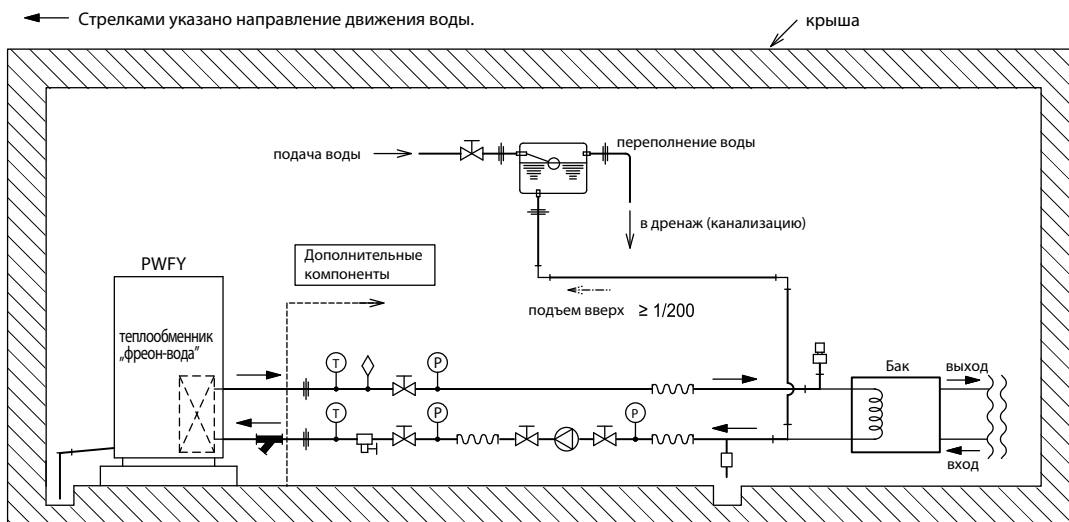 Стрелками указано направление движения воды.
крыша
подача воды
переполнение воды
в дренаж (канализацию)
PWFY
Дополнительные
компоненты
подъем вверх ≥ 1/200
теплообменник
„фреон-вода”
T
P
Бак
выход
T
P
P
вход